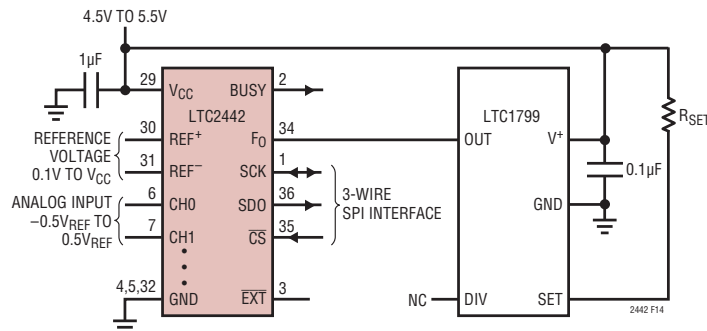 4.5V TO 5.5V
1µF
29
VCC
BUSY
2
LTC2442
LTC1799
RSET
REFERENCE
VOLTAGE
0.1V TO VCC
30
REF+
FO
34
OUT
V+
31
REF−
SCK
1
0.1µF
ANALOG INPUT
−0.5VREF TO
0.5VREF
6
CH0
SDO
36
3-WIRE
SPI INTERFACE
GND
7
CH1
CS
35
4,5,32
GND
EXT
3
NC
DIV
SET
2442 F14